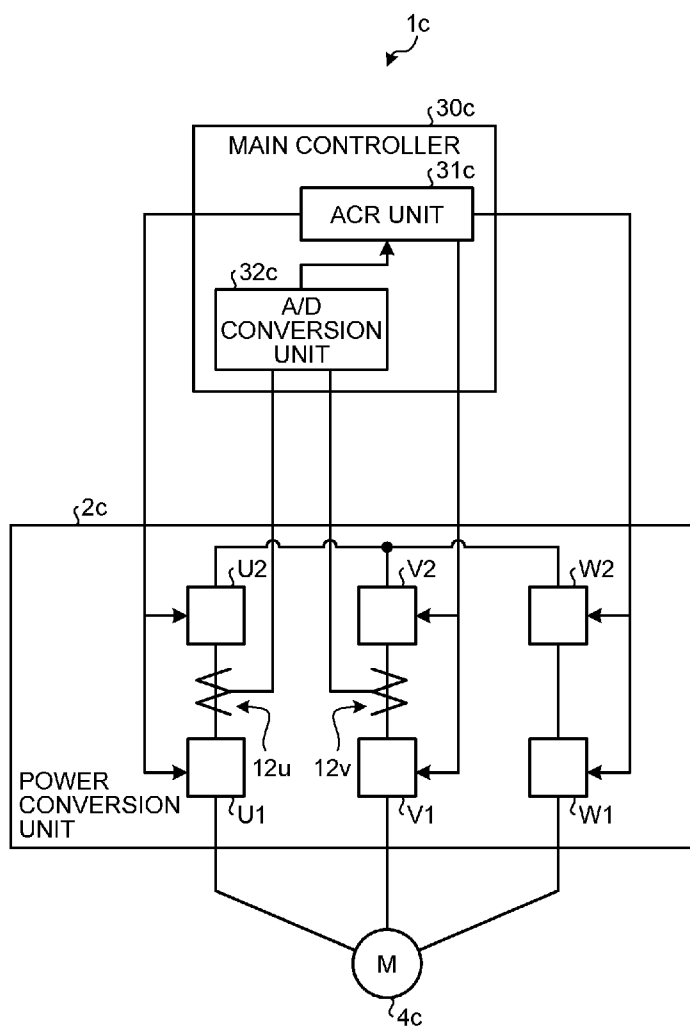 1c
30c
MAIN CONTROLLER
31c
ACR UNIT
32c
A/D
CONVERSION
UNIT
2c
U2
V2
W2
12u
12v
POWER
CONVERSION
UNIT
U1
V1
W1
M
4c